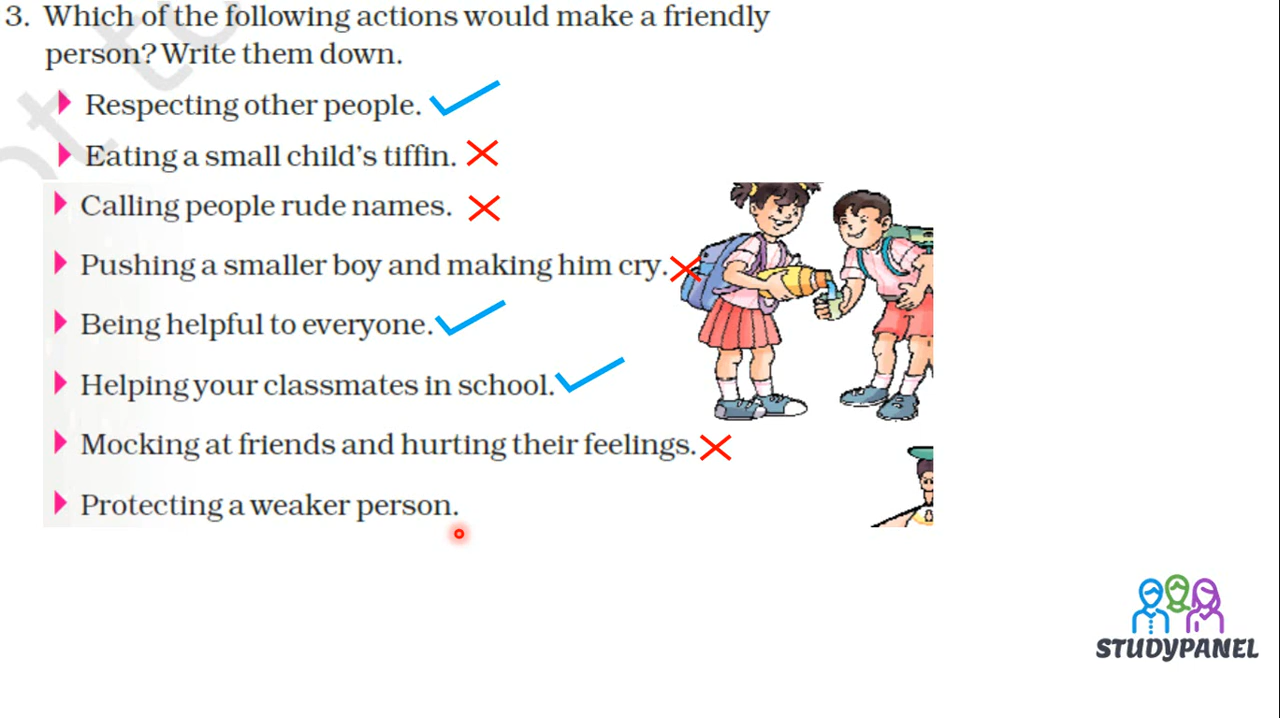 3. Which of the following actions would make a friendly
person? Write them down.
Respecting other people.
Eating a small child's tiffin.
Calling people rude names.
Pushing a smaller boy and making him cry.
Being helpful to everyone.
Helping your classmates in school.
Mocking at friends and hurting their feelings.
Protecting a weaker person.
STUDYPANEL